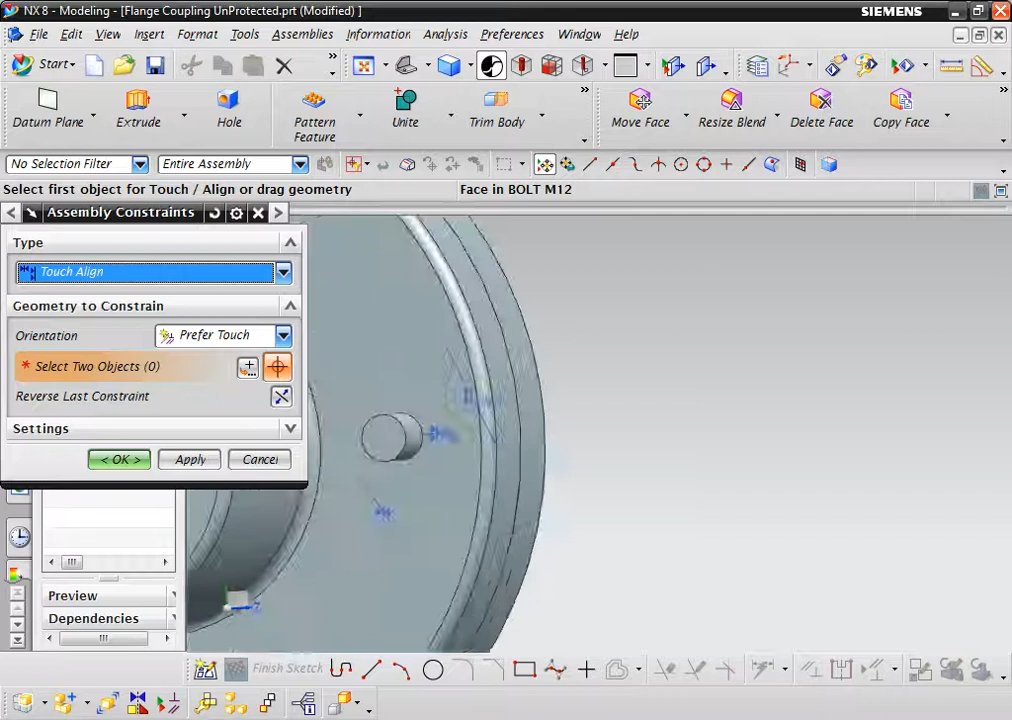 NX 8 - Modeling - [Flange Coupling UnProtected.prt (Modified) ]
SIEMENS
File Edit View Insert Format Tools Assemblies Information Analysis Preferences Window Help
Start
Datum Plane Extrude Hole Pattern Feature Unite Trim Body Move Face Resize Blend Delete Face Copy Face
No Selection Filter Entire Assembly
Select first object for Touch / Align or drag geometry Face in BOLT M12
Assembly Constraints
Type
Touch Align
Geometry to Constrain
Orientation Prefer Touch
* Select Two Objects (0)
Reverse Last Constraint
Settings
< OK > Apply Cancel
Preview
Dependencies
Finish Sketch